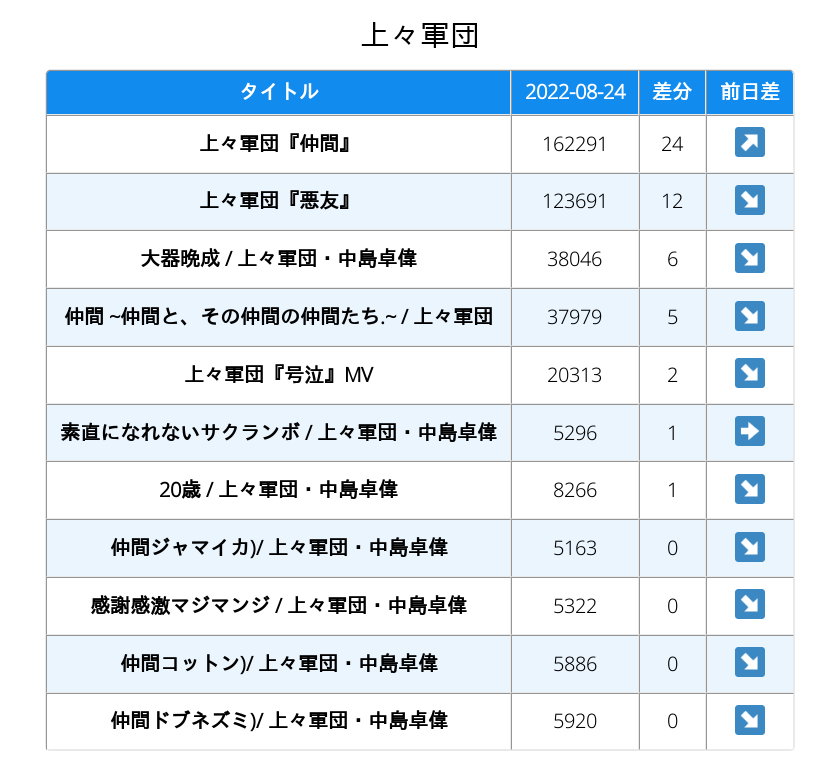 上々軍団
タイトル 2022-08-24 差分 前日差
上々軍団『仲間』 162291 24 ↗
上々軍団『悪友』 123691 12 ↘
大器晩成 / 上々軍団・中島卓偉 38046 6 ↘
仲間 ~仲間と、その仲間の仲間たち.~ / 上々軍団 37979 5 ↘
上々軍団『号泣』MV 20313 2 ↘
素直になれないサクランボ / 上々軍団・中島卓偉 5296 1 ➡
20歳 / 上々軍団・中島卓偉 8266 1 ↘
仲間ジャマイカ)/ 上々軍団・中島卓偉 5163 0 ↘
感謝感激マジマンジ / 上々軍団・中島卓偉 5322 0 ↘
仲間コットン)/ 上々軍団・中島卓偉 5886 0 ↘
仲間ドブネズミ)/ 上々軍団・中島卓偉 5920 0 ↘